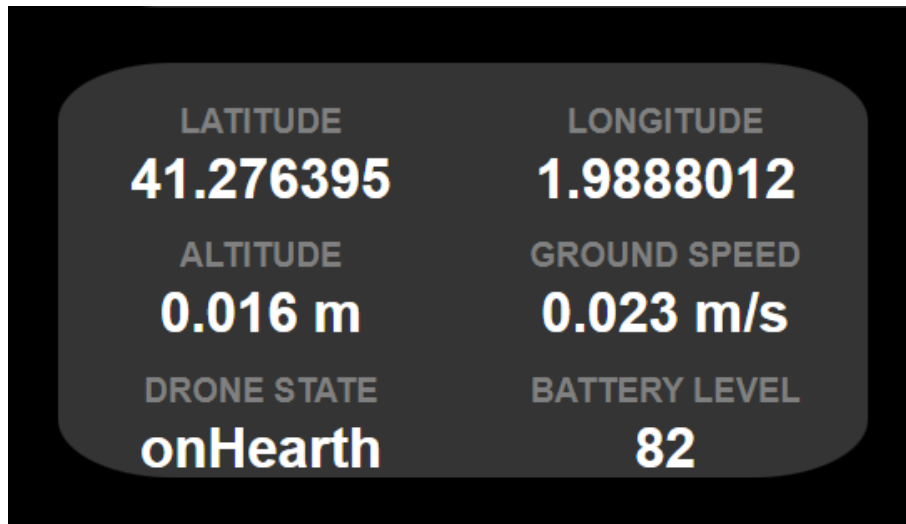 LATITUDE LONGITUDE
41.276395 1.9888012
ALTITUDE GROUND SPEED
0.016 m 0.023 m/s
DRONE STATE BATTERY LEVEL
onHearth 82